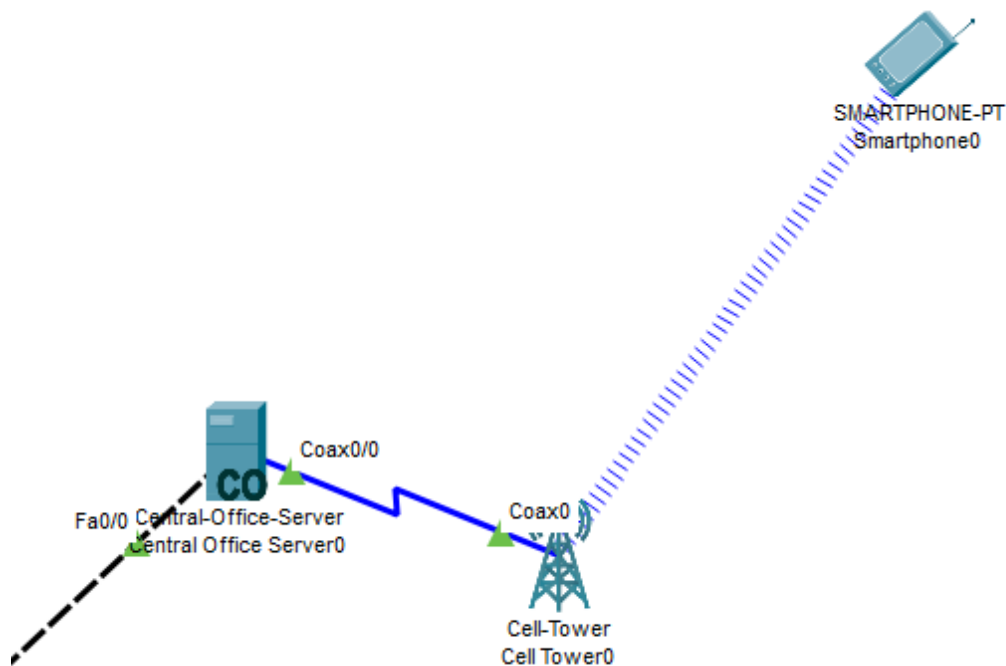 SMARTPHONE-PT
Smartphone0
Coax0/0
CO
Coax0
Fa0/0
Central-Office-Server
Central Office Server0
Cell-Tower
Cell Tower0